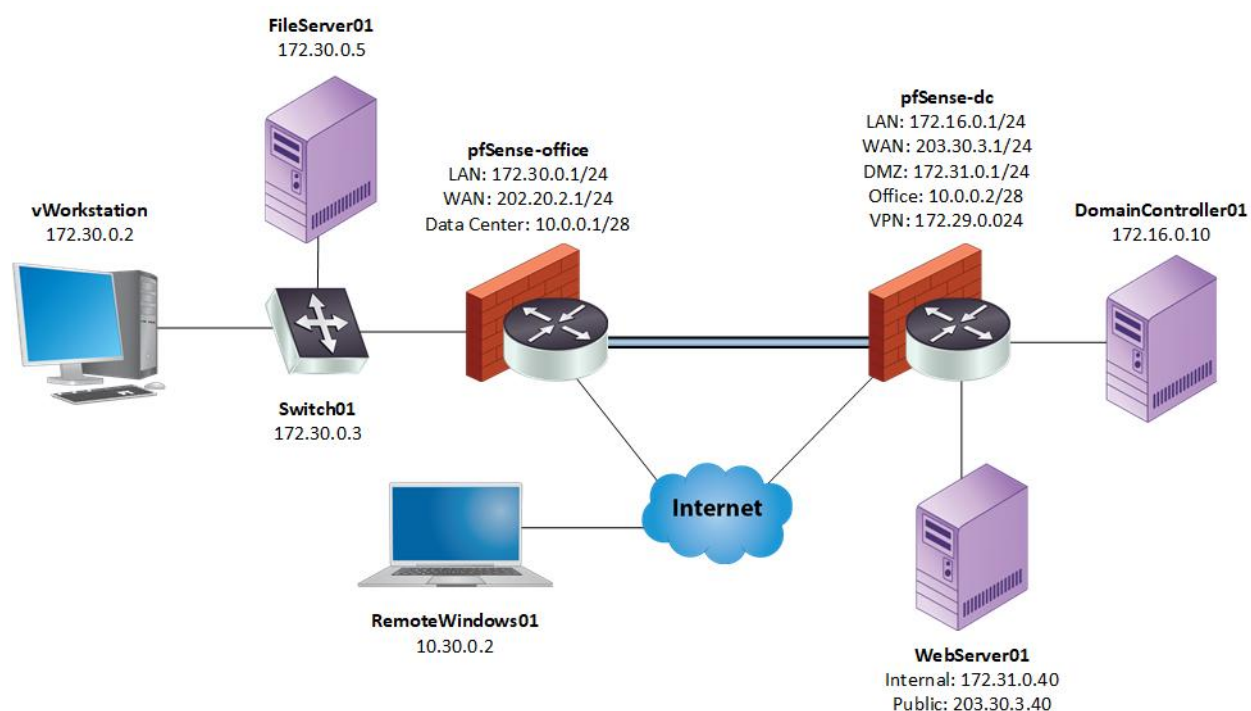 FileServer01
172.30.0.5
pfSense-dc
LAN: 172.16.0.1/24
WAN: 203.30.3.1/24
DMZ: 172.31.0.1/24
Office: 10.0.0.2/28
VPN: 172.29.0.024
pfSense-office
LAN: 172.30.0.1/24
WAN: 202.20.2.1/24
Data Center: 10.0.0.1/28
vWorkstation
172.30.0.2
DomainController01
172.16.0.10
Switch01
172.30.0.3
Internet
RemoteWindows01
10.30.0.2
WebServer01
Internal: 172.31.0.40
Public: 203.30.3.40